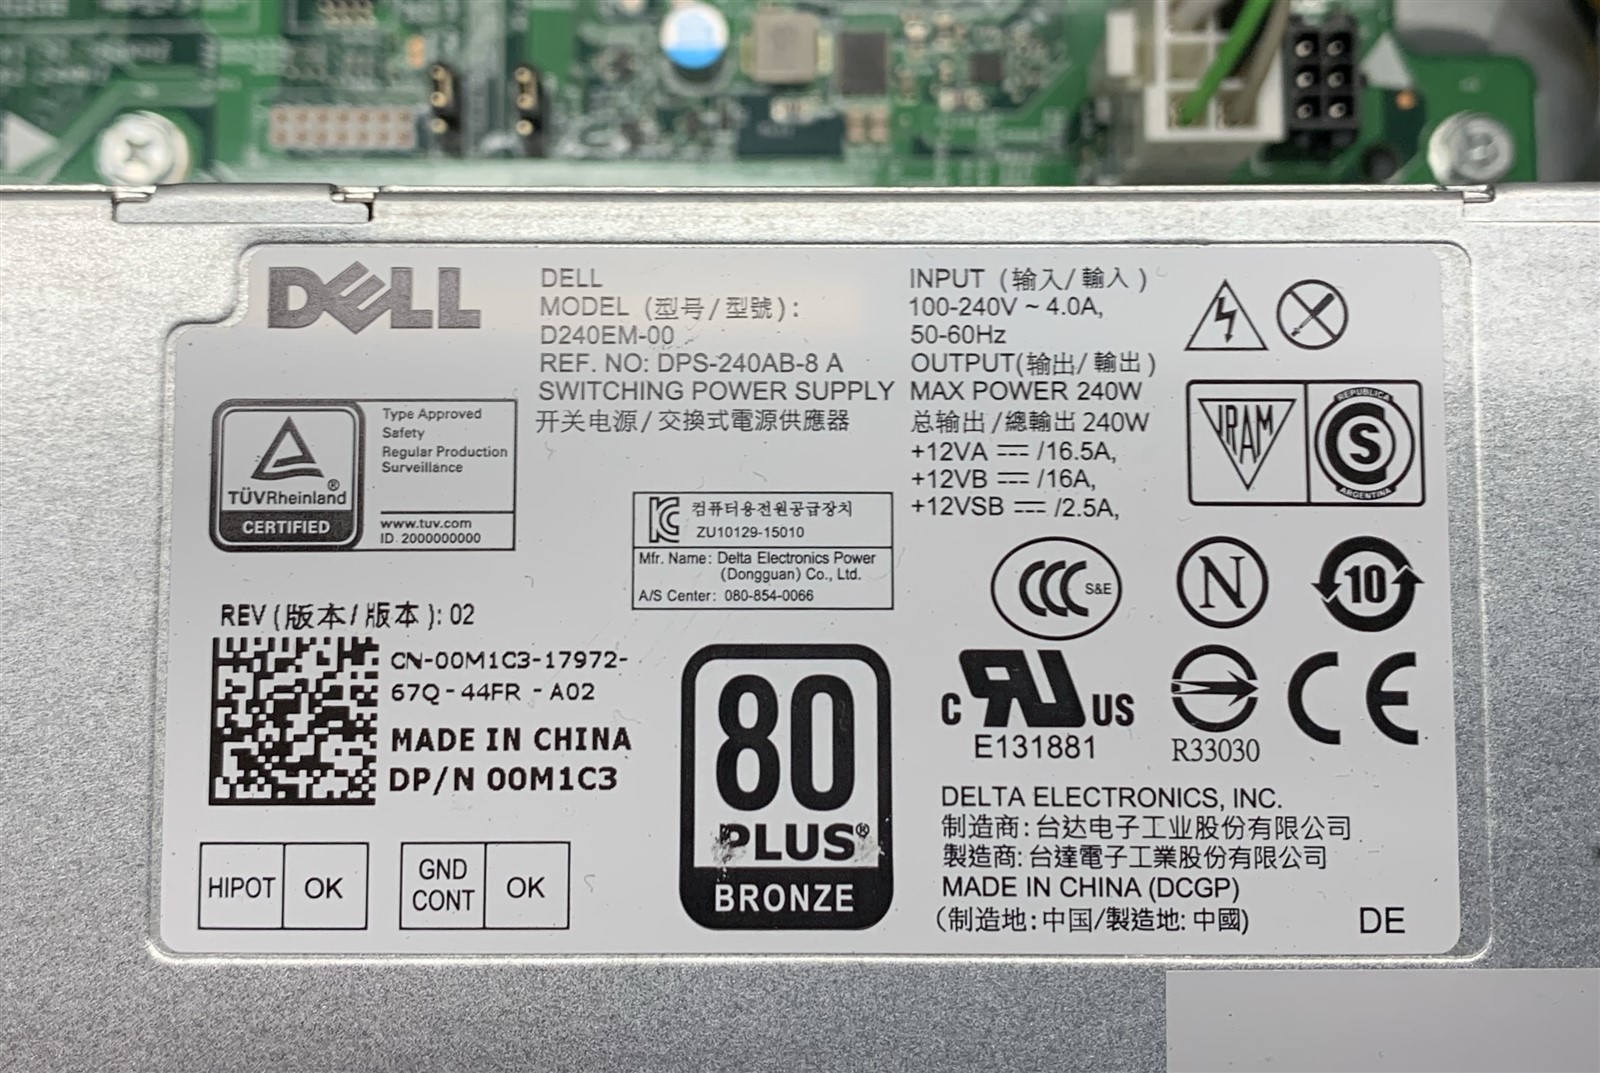 DELL
DELL
MODEL (型号/型號):
D240EM-00
REF. NO: DPS-240AB-8 A
SWITCHING POWER SUPPLY
开关电源/交換式電源供應器
INPUT (输入/輸入)
100-240V ~ 4.0A,
50-60Hz
OUTPUT(输出/輸出)
MAX POWER 240W
总输出/總輸出 240W
+12VA ⎓ /16.5A,
+12VB ⎓ /16A,
+12VSB ⎓ /2.5A,
TÜVRheinland®
CERTIFIED
Type Approved
Safety
Regular Production
Surveillance
www.tuv.com
ID 2000000000
컴퓨터용전원공급장치
ZU10129-15010
Mfr. Name: Delta Electronics Power
(Dongguan) Co., Ltd.
A/S Center: 080-854-0066
IRAM
REPUBLICA
S
ARGENTINA
CCC S&E
N
10
REV (版本/版本): 02
CN-00M1C3-17972-
67Q-44FR-A02
MADE IN CHINA
DP/N 00M1C3
80
PLUS®
BRONZE
c RU US
E131881
R33030
CE
DELTA ELECTRONICS, INC.
制造商:台达电子工业股份有限公司
製造商:台達電子工業股份有限公司
MADE IN CHINA (DCGP)
(制造地:中国/製造地:中國)
DE
HIPOT OK
GND
CONT OK